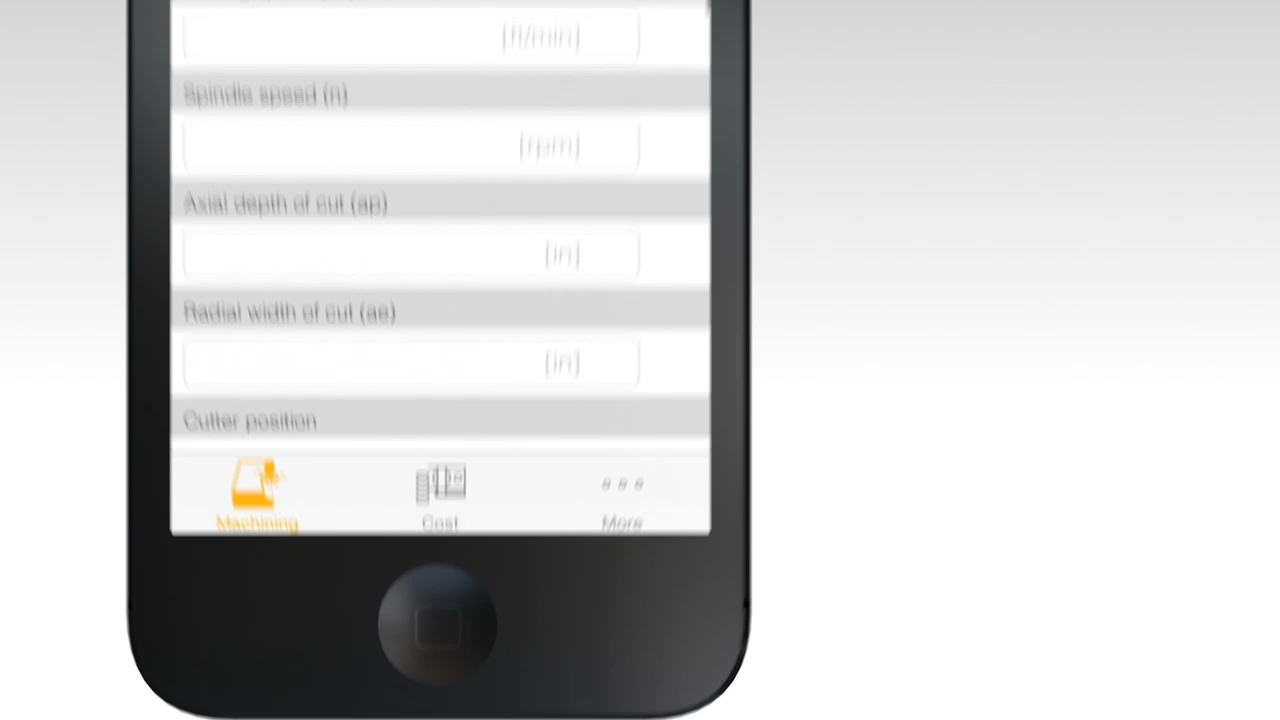 [ft/min]
Spindle speed (n)
[rpm]
Axial depth of cut (ap)
[in]
Radial width of cut (ae)
[in]
Cutter position
Machining
Cost
More